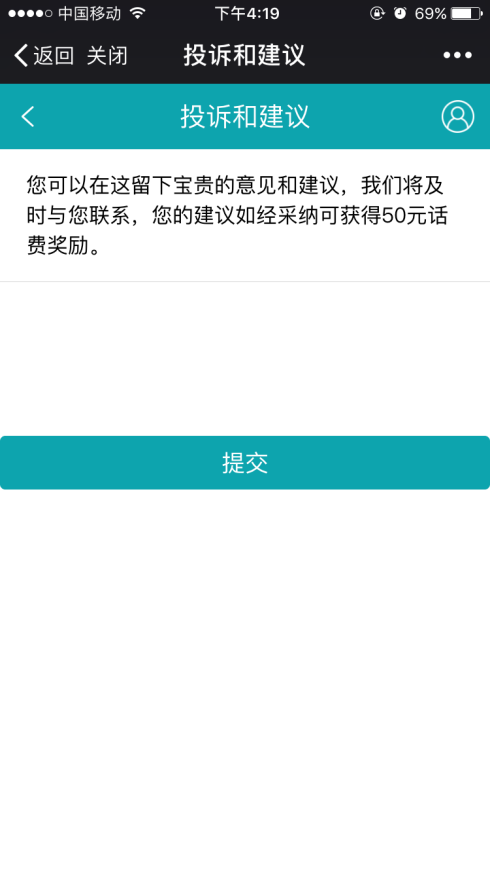 中国移动 下午4:19 69%
返回 关闭 投诉和建议
投诉和建议
您可以在这留下宝贵的意见和建议，我们将及
时与您联系，您的建议如经采纳可获得50元话
费奖励。
提交